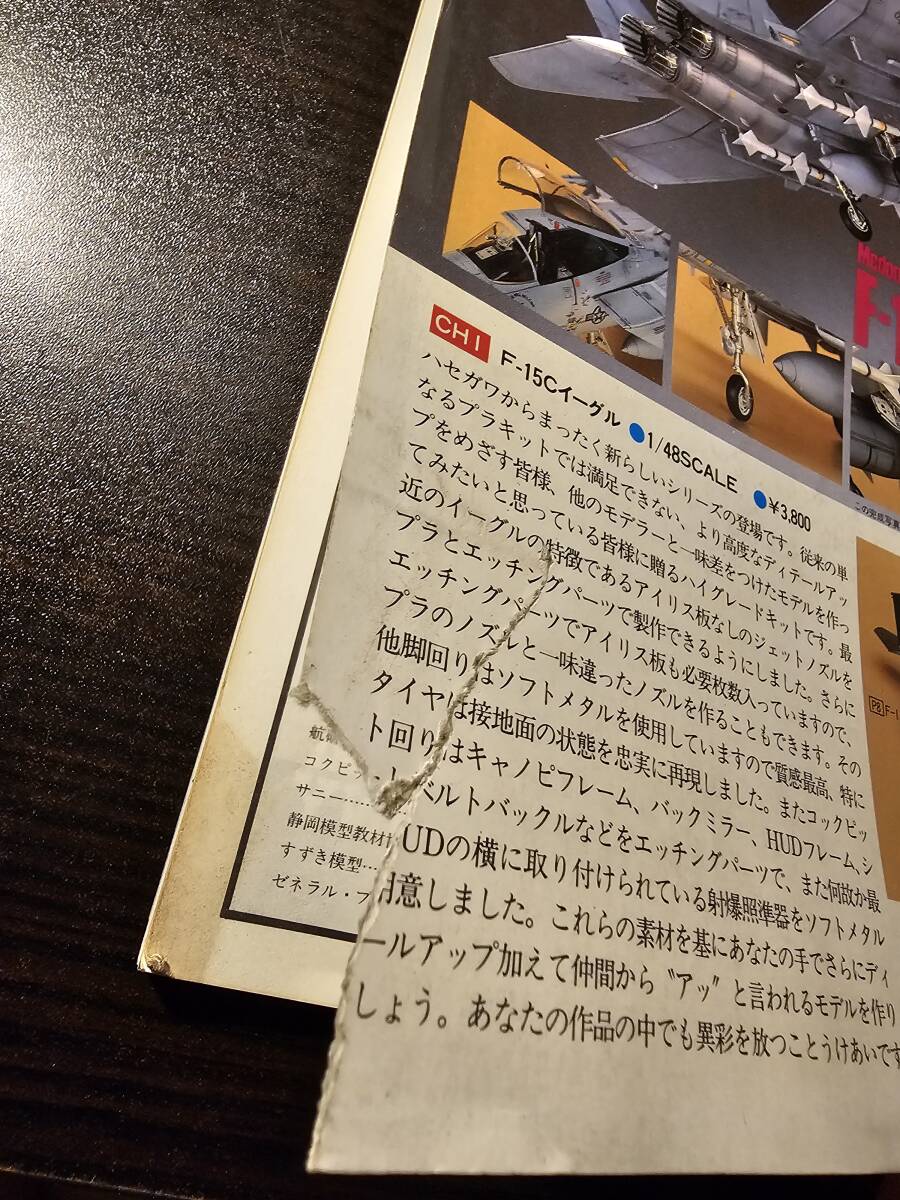 Mcdon
F-1
CH1 F-15Cイーグル ●1/48SCALE ●¥3,800
ハセガワからまったく新らしいシリーズの登場です。従来の単
なるプラキットでは満足できない、より高度なディテールアッ
プをめざす皆様、他のモデラーと一味差をつけたモデルを作っ
てみたいと思っている皆様に贈るハイグレードキットです。最
近のイーグルの特徴であるアイリス板なしのジェットノズルを
プラとエッチングパーツで製作できるようにしました。さらに
エッチングパーツでアイリス板も必要枚数入っていますので、
プラのノズルと一味違ったノズルを作ることもできます。その
他脚回りはソフトメタルを使用していますので質感最高、特に
タイヤは接地面の状態を忠実に再現しました。またコックピッ
ト回りはキャノピフレーム、バックミラー、HUDフレーム、シ
ートベルトバックルなどをエッチングパーツで、また何故か最
UDの横に取り付けられている射爆照準器をソフトメタル
用意しました。これらの素材を基にあなたの手でさらにディ
ールアップ加えて仲間から〝アッ〟と言われるモデルを作り
しょう。あなたの作品の中でも異彩を放つことうけあいです
この完成写真
P8 F-1
航
コクピッ
サニー……
静岡模型教材
すずき模型…
ゼネラル・フ